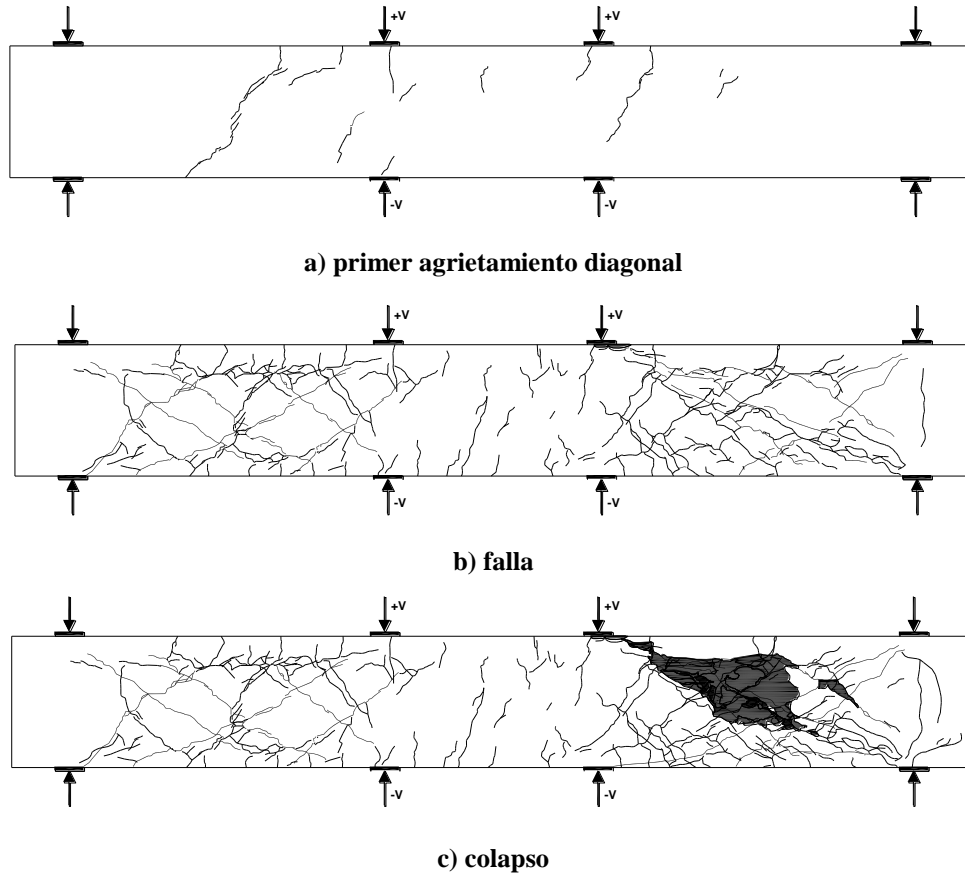 +V +V
-V -V
a) primer agrietamiento diagonal
+V +V
-V -V
b) falla
+V +V
-V -V
c) colapso